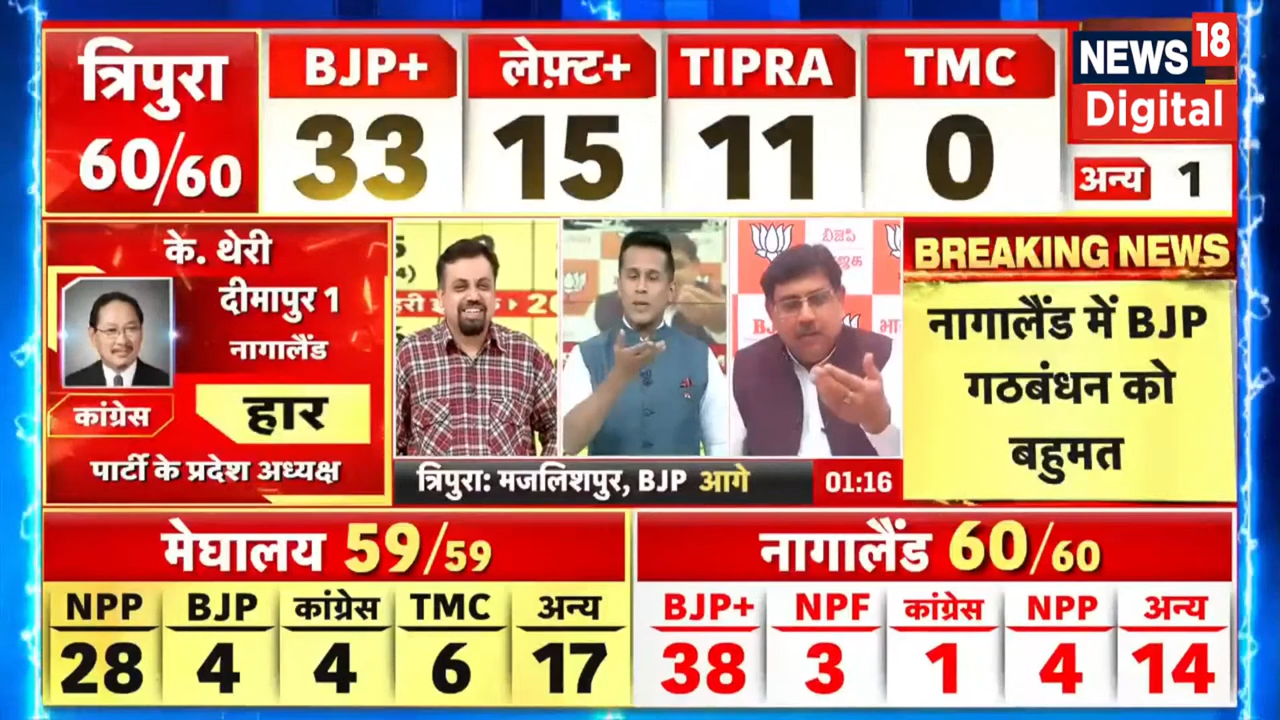 त्रिपुरा
60/60
BJP+
33
लेफ़्ट+
15
TIPRA
11
TMC
0
NEWS 18
Digital
अन्य 1
के. थेरी
दीमापुर 1
नागालैंड
कांग्रेस
हार
पार्टी के प्रदेश अध्यक्ष
BREAKING NEWS
नागालैंड में BJP
गठबंधन को
बहुमत
त्रिपुरा: मजलिशपुर, BJP आगे
01:16
मेघालय 59/59
NPP BJP कांग्रेस TMC अन्य
28 4 4 6 17
नागालैंड 60/60
BJP+ NPF कांग्रेस NPP अन्य
38 3 1 4 14